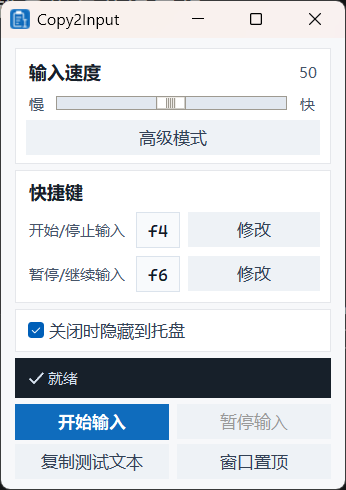 Copy2Input
输入速度 50
慢 快
高级模式
快捷键
开始/停止输入 f4 修改
暂停/继续输入 f6 修改
关闭时隐藏到托盘
就绪
开始输入 暂停输入
复制测试文本 窗口置顶